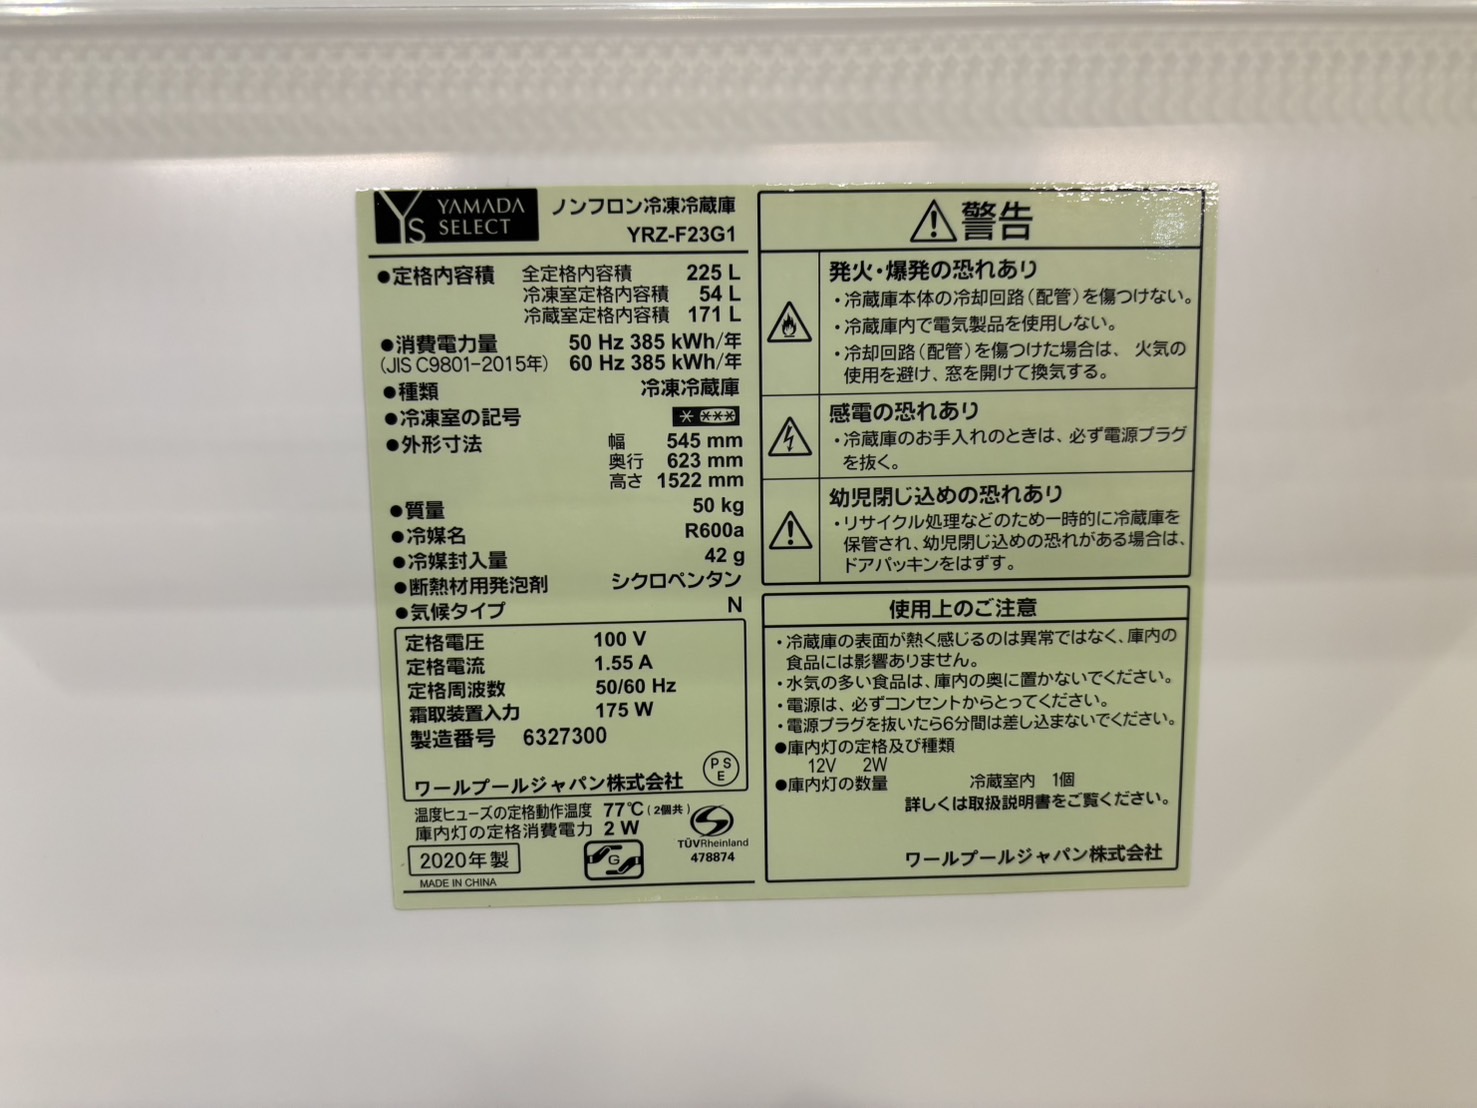 YS YAMADA SELECT
ノンフロン冷凍冷蔵庫
YRZ-F23G1
●定格内容積 全定格内容積 225 L
冷凍室定格内容積 54 L
冷蔵室定格内容積 171 L
●消費電力量 50 Hz 385 kWh/年
(JIS C9801-2015年) 60 Hz 385 kWh/年
●種類 冷凍冷蔵庫
●冷凍室の記号
●外形寸法 幅 545 mm
奥行 623 mm
高さ 1522 mm
●質量 50 kg
●冷媒名 R600a
●冷媒封入量 42 g
●断熱材用発泡剤 シクロペンタン
●気候タイプ N
定格電圧 100 V
定格電流 1.55 A
定格周波数 50/60 Hz
霜取装置入力 175 W
製造番号 6327300
ワールプールジャパン株式会社
PSE
温度ヒューズの定格動作温度 77℃(2個共)
庫内灯の定格消費電力 2 W
TÜVRheinland
478874
2020年製
G
MADE IN CHINA
警告
発火・爆発の恐れあり
・冷蔵庫本体の冷却回路(配管)を傷つけない。
・冷蔵庫内で電気製品を使用しない。
・冷却回路(配管)を傷つけた場合は、火気の
使用を避け、窓を開けて換気する。
感電の恐れあり
・冷蔵庫のお手入れのときは、必ず電源プラグ
を抜く。
幼児閉じ込めの恐れあり
・リサイクル処理などのため一時的に冷蔵庫を
保管され、幼児閉じ込めの恐れがある場合は、
ドアパッキンをはずす。
使用上のご注意
・冷蔵庫の表面が熱く感じるのは異常ではなく、庫内の
食品には影響ありません。
・水気の多い食品は、庫内の奥に置かないでください。
・電源は、必ずコンセントからとってください。
・電源プラグを抜いたら6分間は差し込まないでください。
●庫内灯の定格及び種類
12V 2W
●庫内灯の数量 冷蔵室内 1個
詳しくは取扱説明書をご覧ください。
ワールプールジャパン株式会社